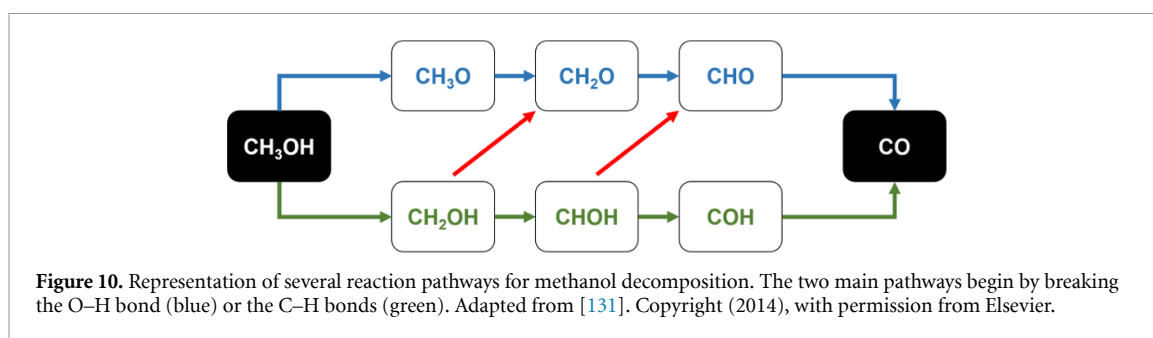 CH₃O
CH₂O
CHO
CH₃OH
CO
CH₂OH
CHOH
COH
Figure 10. Representation of several reaction pathways for methanol decomposition. The two main pathways begin by breaking
the O–H bond (blue) or the C–H bonds (green). Adapted from [131]. Copyright (2014), with permission from Elsevier.